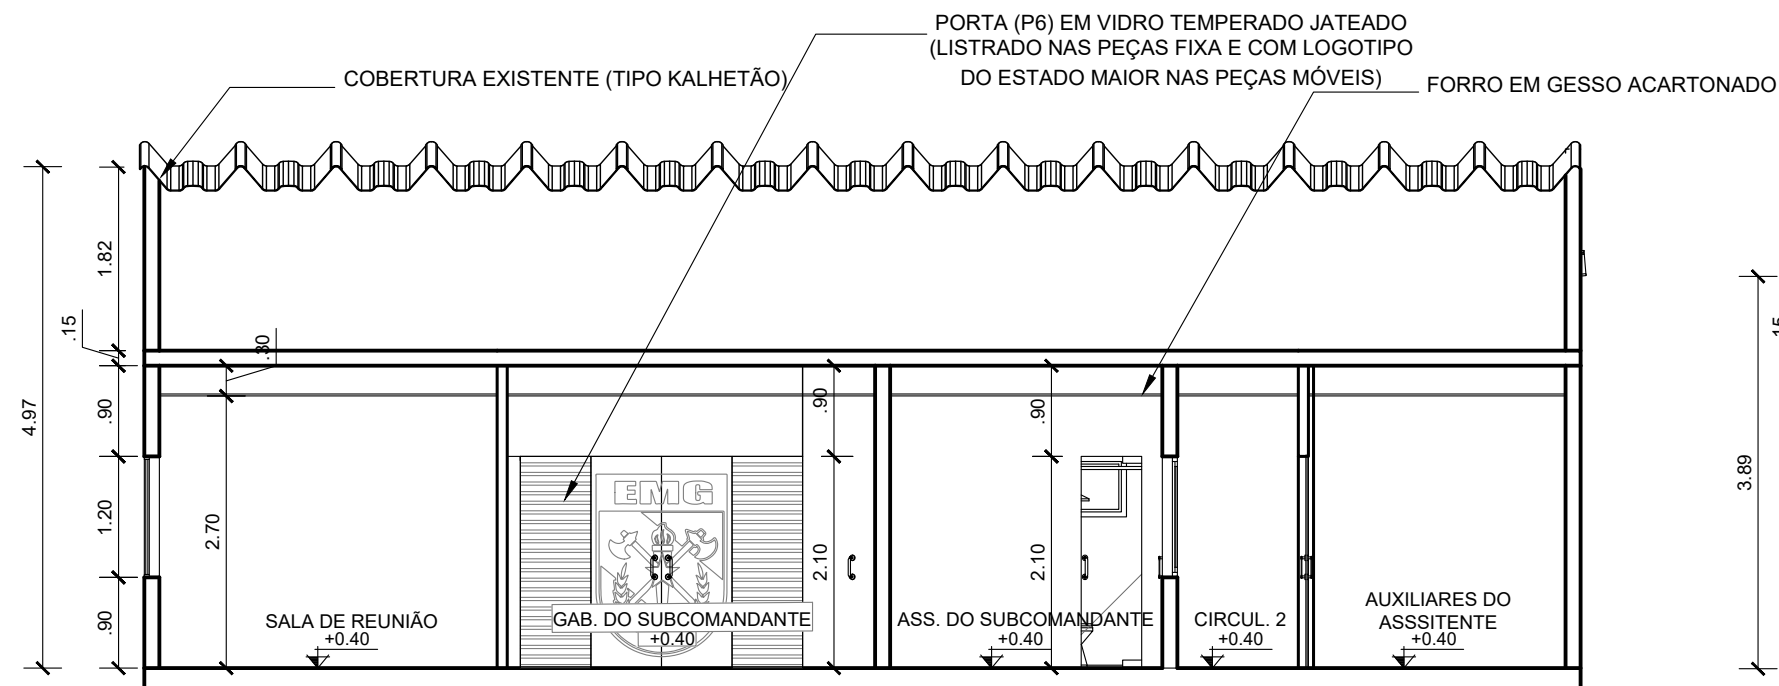 PORTA (P6) EM VIDRO TEMPERADO JATEADO
(LISTRADO NAS PEÇAS FIXA E COM LOGOTIPO
DO ESTADO MAIOR NAS PEÇAS MÓVEIS)
COBERTURA EXISTENTE (TIPO KALHETÃO)
FORRO EM GESSO ACARTONADO
1.82
.15
.30
4.97
.90
.90
.90
3.89
1.20
2.70
2.10
2.10
.90
EMG
SALA DE REUNIÃO
+0.40
GAB. DO SUBCOMANDANTE
+0.40
ASS. DO SUBCOMANDANTE
+0.40
CIRCUL. 2
+0.40
AUXILIARES DO
ASSSITENTE
+0.40